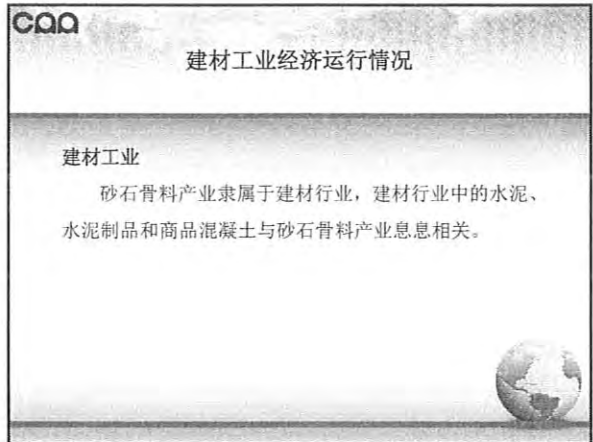 caa
建材工业经济运行情况
建材工业
砂石骨料产业隶属于建材行业，建材行业中的水泥、
水泥制品和商品混凝土与砂石骨料产业息息相关。